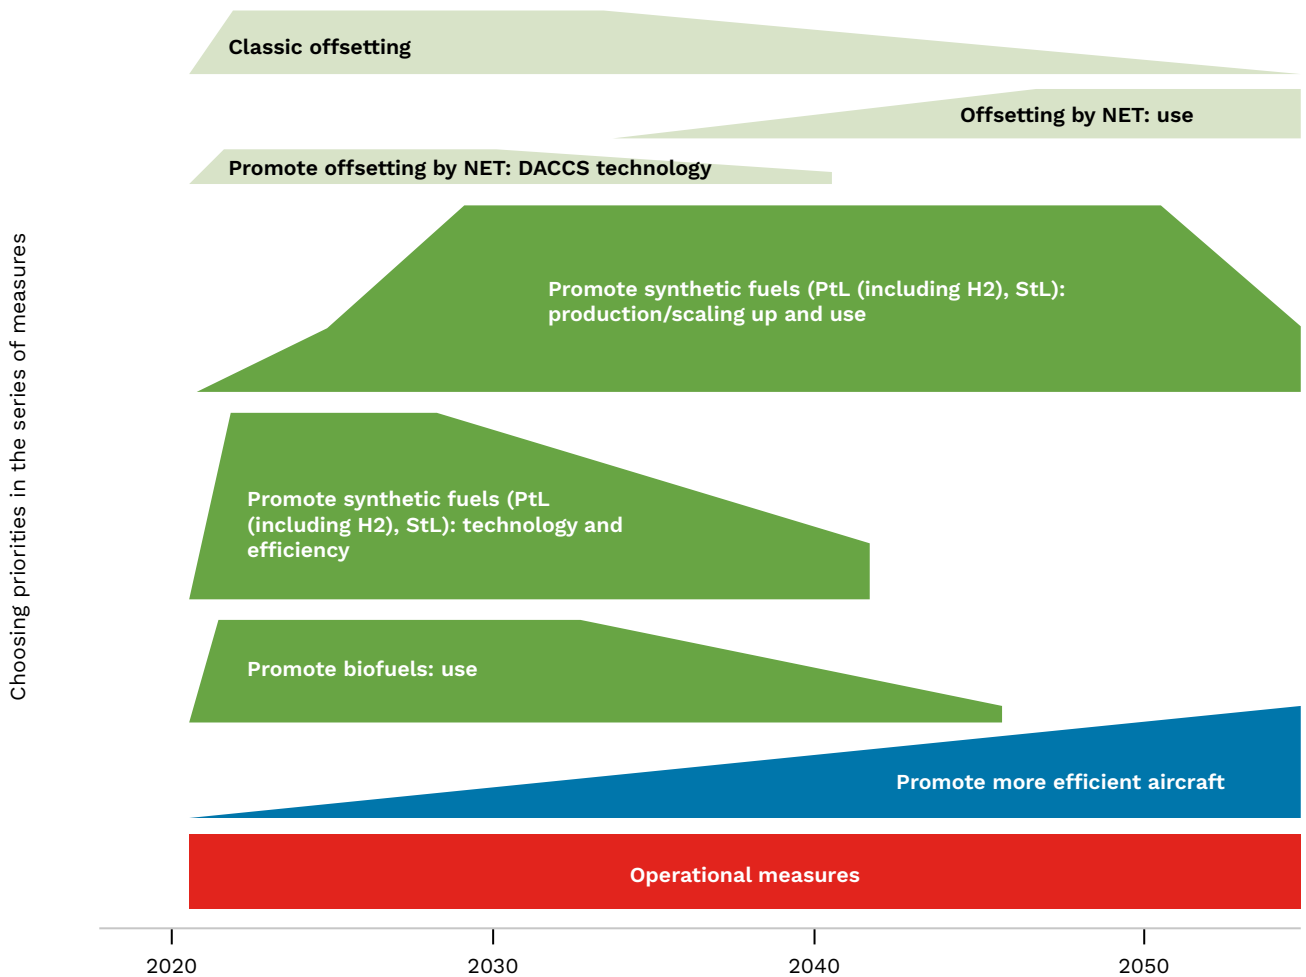 Classic offsetting
Offsetting by NET: use
Promote offsetting by NET: DACCS technology
Choosing priorities in the series of measures
Promote synthetic fuels (PtL (including H2), StL):
production/scaling up and use
Promote synthetic fuels (PtL
(including H2), StL): technology and
efficiency
Promote biofuels: use
Promote more efficient aircraft
Operational measures
2020 2030 2040 2050